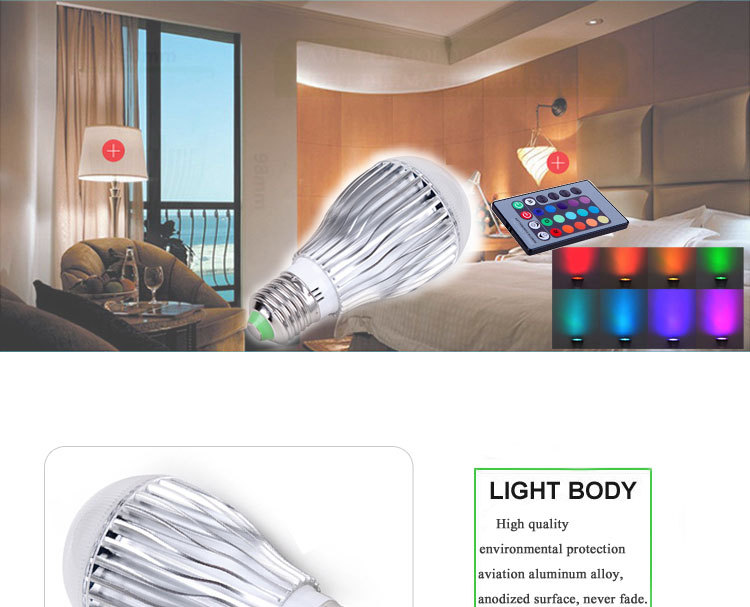 LIGHT BODY
High quality
environmental protection
aviation aluminum alloy,
anodized surface, never fade.